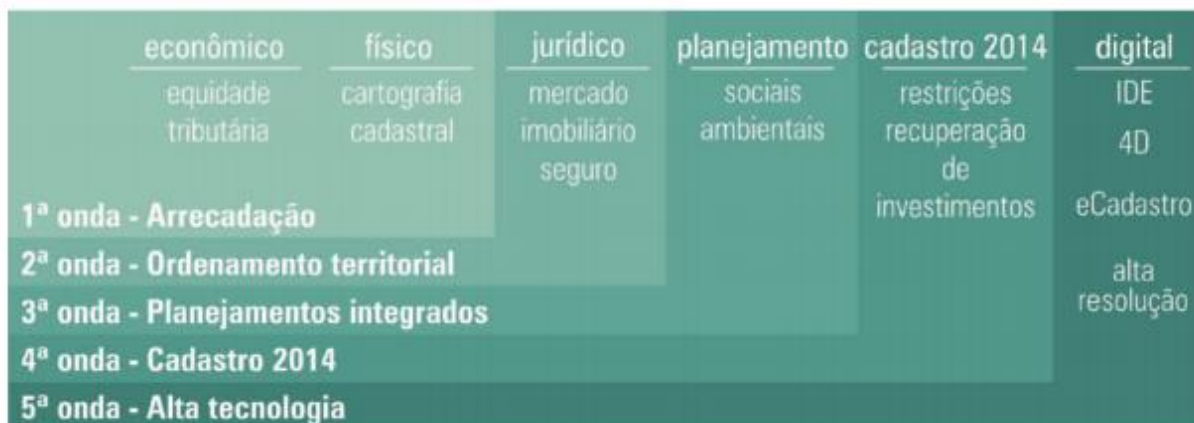 econômico
equidade
tributária
físico
cartografia
cadastral
jurídico
mercado
imobiliário
seguro
planejamento
sociais
ambientais
cadastro 2014
restrições
recuperação
de
investimentos
digital
IDE
4D
eCadastro
alta
resolução
1ª onda - Arrecadação
2ª onda - Ordenamento territorial
3ª onda - Planejamentos integrados
4ª onda - Cadastro 2014
5ª onda - Alta tecnologia